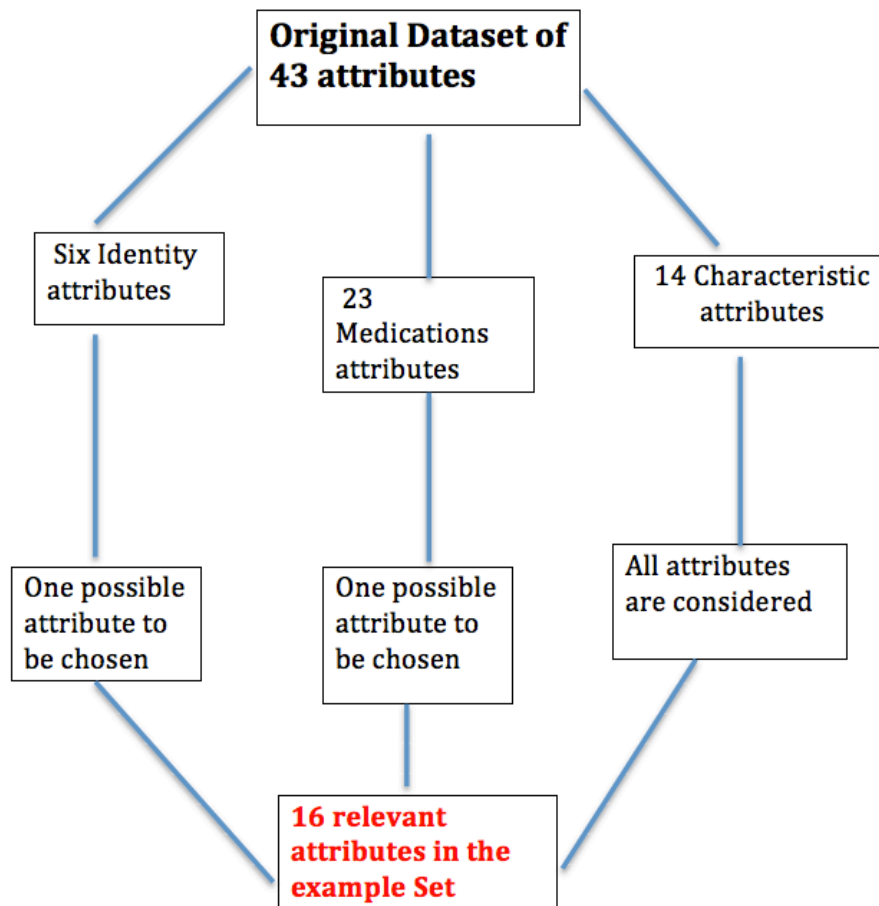 Original Dataset of
43 attributes
Six Identity
attributes
23
Medications
attributes
14 Characteristic
attributes
One possible
attribute to
be chosen
One possible
attribute to
be chosen
All attributes
are considered
16 relevant
attributes in the
example Set